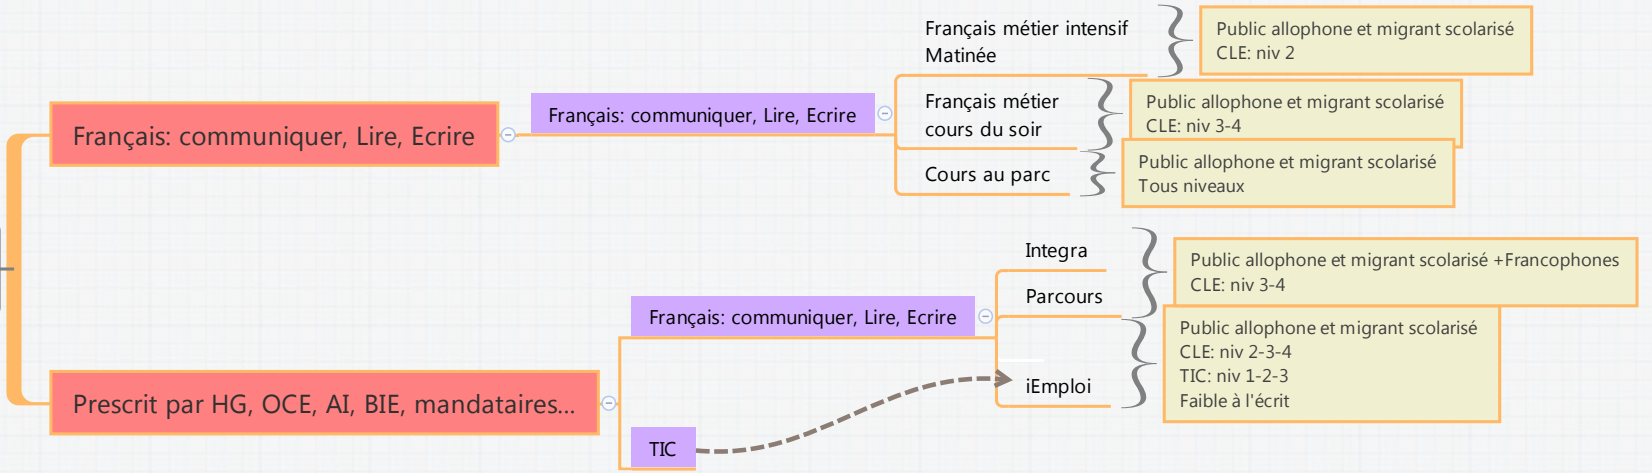 Français: communiquer, Lire, Ecrire
Français: communiquer, Lire, Ecrire
Français métier intensif
Matinée
Public allophone et migrant scolarisé
CLE: niv 2
Français métier
cours du soir
Public allophone et migrant scolarisé
CLE: niv 3-4
Cours au parc
Public allophone et migrant scolarisé
Tous niveaux
Prescrit par HG, OCE, AI, BIE, mandataires...
Français: communiquer, Lire, Ecrire
Integra
Parcours
Public allophone et migrant scolarisé +Francophones
CLE: niv 3-4
iEmploi
Public allophone et migrant scolarisé
CLE: niv 2-3-4
TIC: niv 1-2-3
Faible à l'écrit
TIC